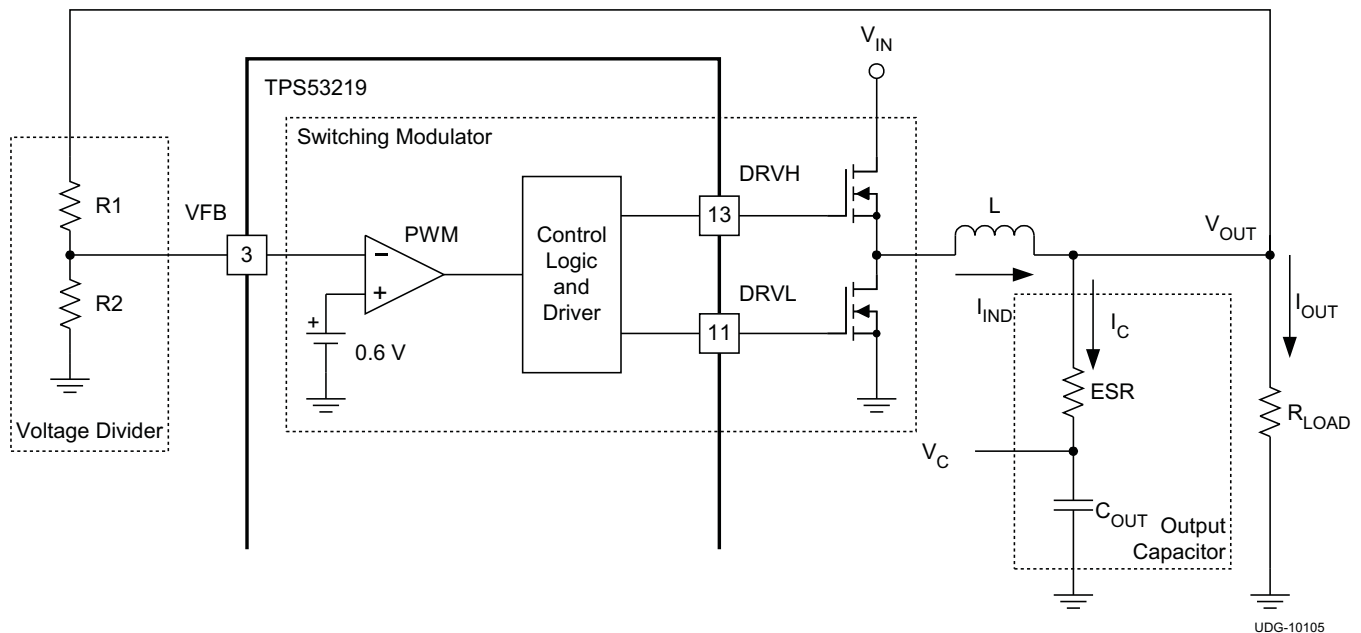 V_IN
TPS53219
Switching Modulator
DRVH
R1
VFB
13
L
3
PWM
Control
Logic
and
Driver
V_OUT
R2
−
+
DRVL
I_IND
I_C
I_OUT
+
0.6 V
11
ESR
R_LOAD
Voltage Divider
V_C
C_OUT
Output
Capacitor
UDG-10105